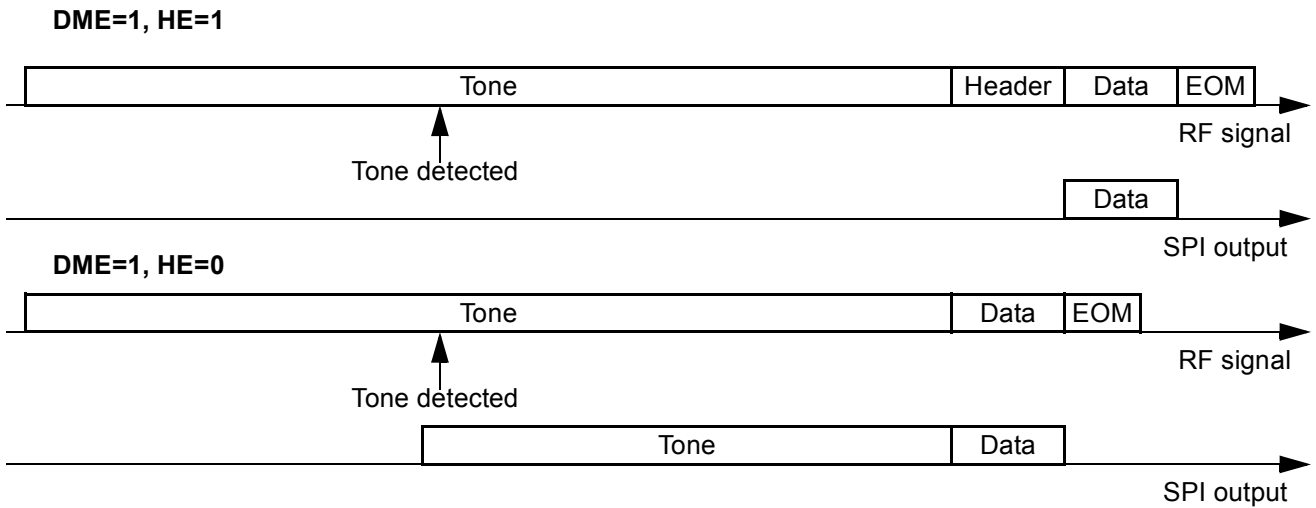 DME=1, HE=1
Tone Header Data EOM
RF signal
Tone detected
Data
SPI output
DME=1, HE=0
Tone Data EOM
RF signal
Tone detected
Tone Data
SPI output